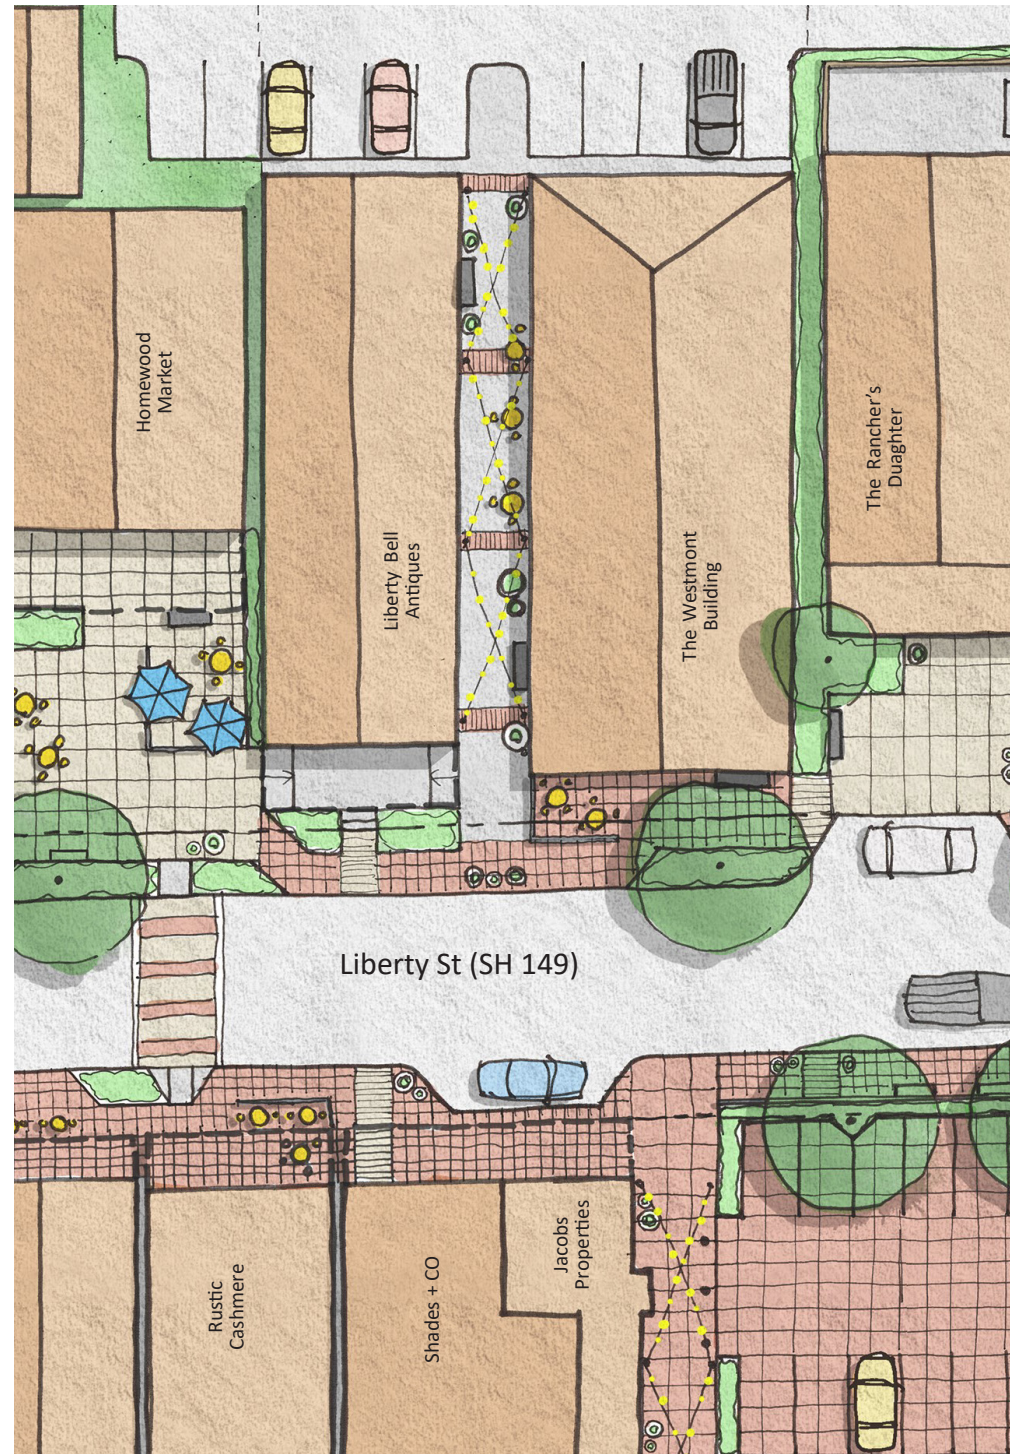 Homewood
Market
Liberty Bell
Antiques
The Westmont
Building
The Rancher's
Duaghter
Liberty St (SH 149)
Rustic
Cashmere
Shades + CO
Jacobs
Properties